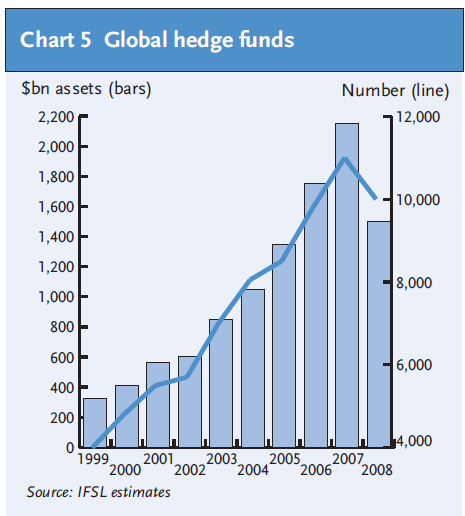 Chart 5 Global hedge funds
$bn assets (bars) Number (line)
2,200 12,000
2,000
1,800
1,600 10,000
1,400
1,200
1,000 8,000
800
600 6,000
400
200
0 4,000
1999 2001 2003 2005 2007
2000 2002 2004 2006 2008
Source: IFSL estimates